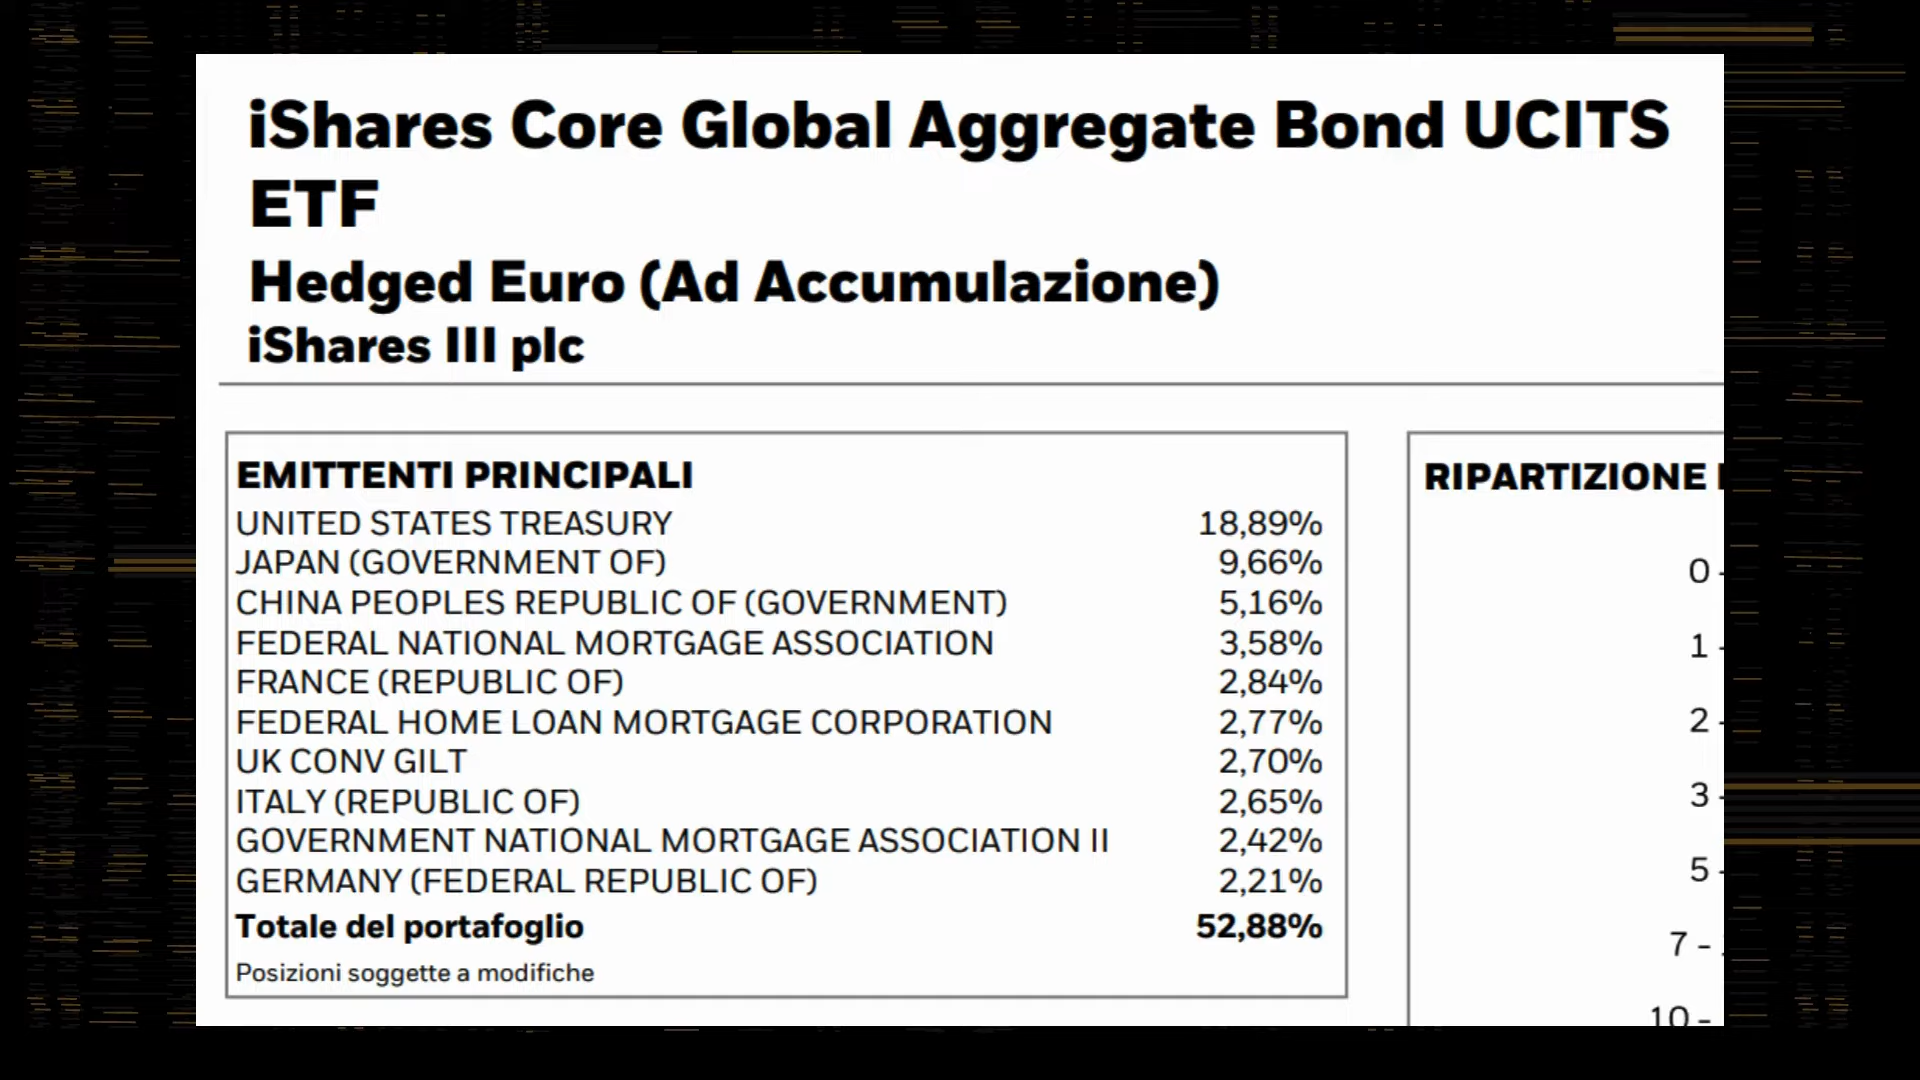 iShares Core Global Aggregate Bond UCITS
ETF
Hedged Euro (Ad Accumulazione)
iShares III plc
EMITTENTI PRINCIPALI
UNITED STATES TREASURY 18,89%
JAPAN (GOVERNMENT OF) 9,66%
CHINA PEOPLES REPUBLIC OF (GOVERNMENT) 5,16%
FEDERAL NATIONAL MORTGAGE ASSOCIATION 3,58%
FRANCE (REPUBLIC OF) 2,84%
FEDERAL HOME LOAN MORTGAGE CORPORATION 2,77%
UK CONV GILT 2,70%
ITALY (REPUBLIC OF) 2,65%
GOVERNMENT NATIONAL MORTGAGE ASSOCIATION II 2,42%
GERMANY (FEDERAL REPUBLIC OF) 2,21%
Totale del portafoglio 52,88%
Posizioni soggette a modifiche
RIPARTIZIONE
0 -
1 -
2 -
3 -
5 -
7 -
10 -